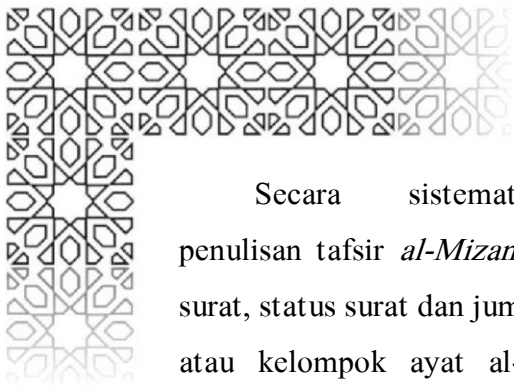 Secara sistemat
penulisan tafsir al-Mizan
surat, status surat dan jum
atau kelompok ayat al-